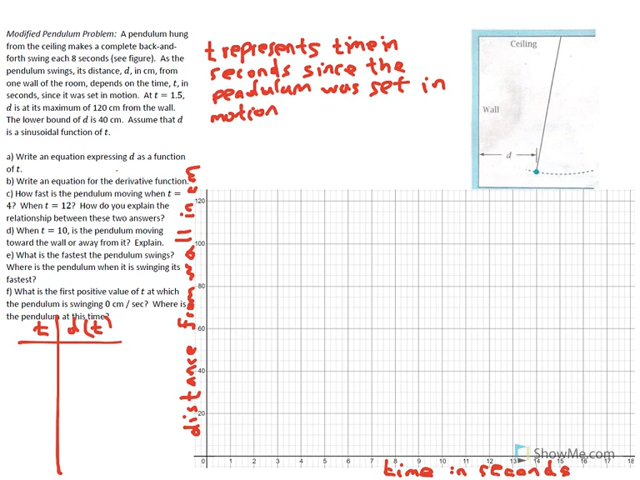 Modified Pendulum Problem: A pendulum hung
from the ceiling makes a complete back-and-
forth swing each 8 seconds (see figure). As the
pendulum swings, its distance, d, in cm, from
one wall of the room, depends on the time, t, in
seconds, since it was set in motion. At t = 1.5,
d is at its maximum of 120 cm from the wall.
The lower bound of d is 40 cm. Assume that d
is a sinusoidal function of t.
a) Write an equation expressing d as a function
of t.
b) Write an equation for the derivative function.
c) How fast is the pendulum moving when t =
4? When t = 12? How do you explain the
relationship between these two answers?
d) When t = 10, is the pendulum moving
toward the wall or away from it? Explain.
e) What is the fastest the pendulum swings?
Where is the pendulum when it is swinging its
fastest?
f) What is the first positive value of t at which
the pendulum is swinging 0 cm / sec? Where is
the pendulum at this time?
t d(t)
t represents time in
seconds since the
pendulum was set in
motion
Ceiling
Wall
d
distance from wall in cm
120
100
80
60
40
20
0 1 2 3 4 5 6 7 8 9 10 11 12 13 14 15 16 17 18
time in seconds
ShowMe.com